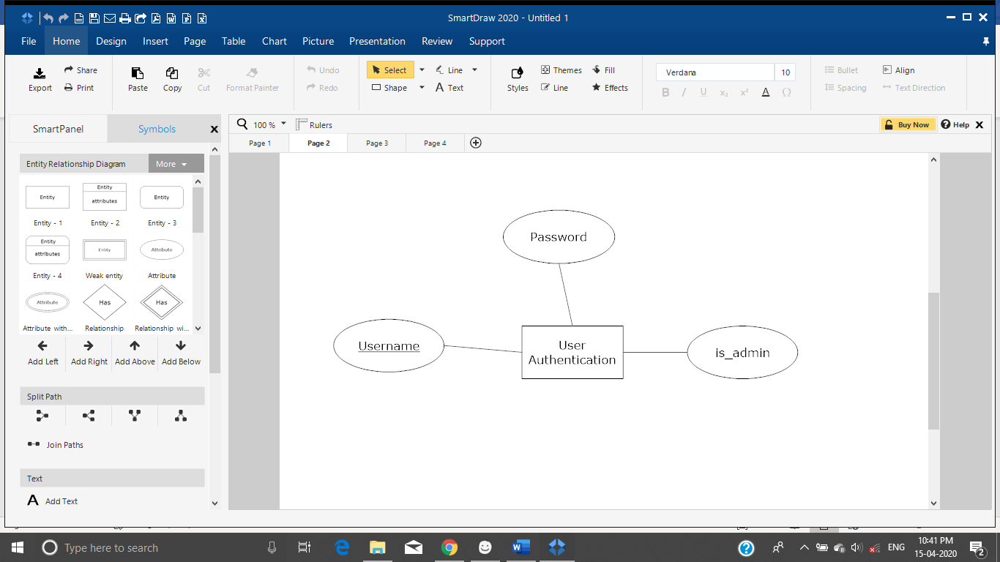 SmartDraw 2020 - Untitled 1
File Home Design Insert Page Table Chart Picture Presentation Review Support
Export
Share
Print
Paste
Copy
Cut
Format Painter
Undo
Redo
Select
Line
Shape
Text
Styles
Themes
Fill
Line
Effects
Verdana 10
B I U x₂ x² A Ω
Bullet
Align
Spacing
Text Direction
SmartPanel Symbols X
100 % Rulers
Buy Now Help X
Page 1 Page 2 Page 3 Page 4
Entity Relationship Diagram More
Entity
Entity
attributes
Entity
Entity - 1 Entity - 2 Entity - 3
Entity
attributes
Entity
Attribute
Entity - 4 Weak entity Attribute
Attribute
Has
Has
Attribute with... Relationship Relationship wi...
Add Left Add Right Add Above Add Below
Split Path
Join Paths
Text
A Add Text
Password
Username
User
Authentication
is_admin
Type here to search
ENG
10:41 PM
15-04-2020
2